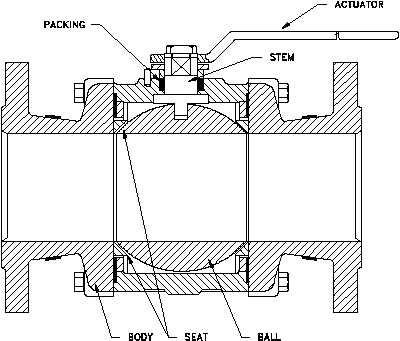 ACTUATOR
PACKING
STEM
BODY
SEAT
BALL